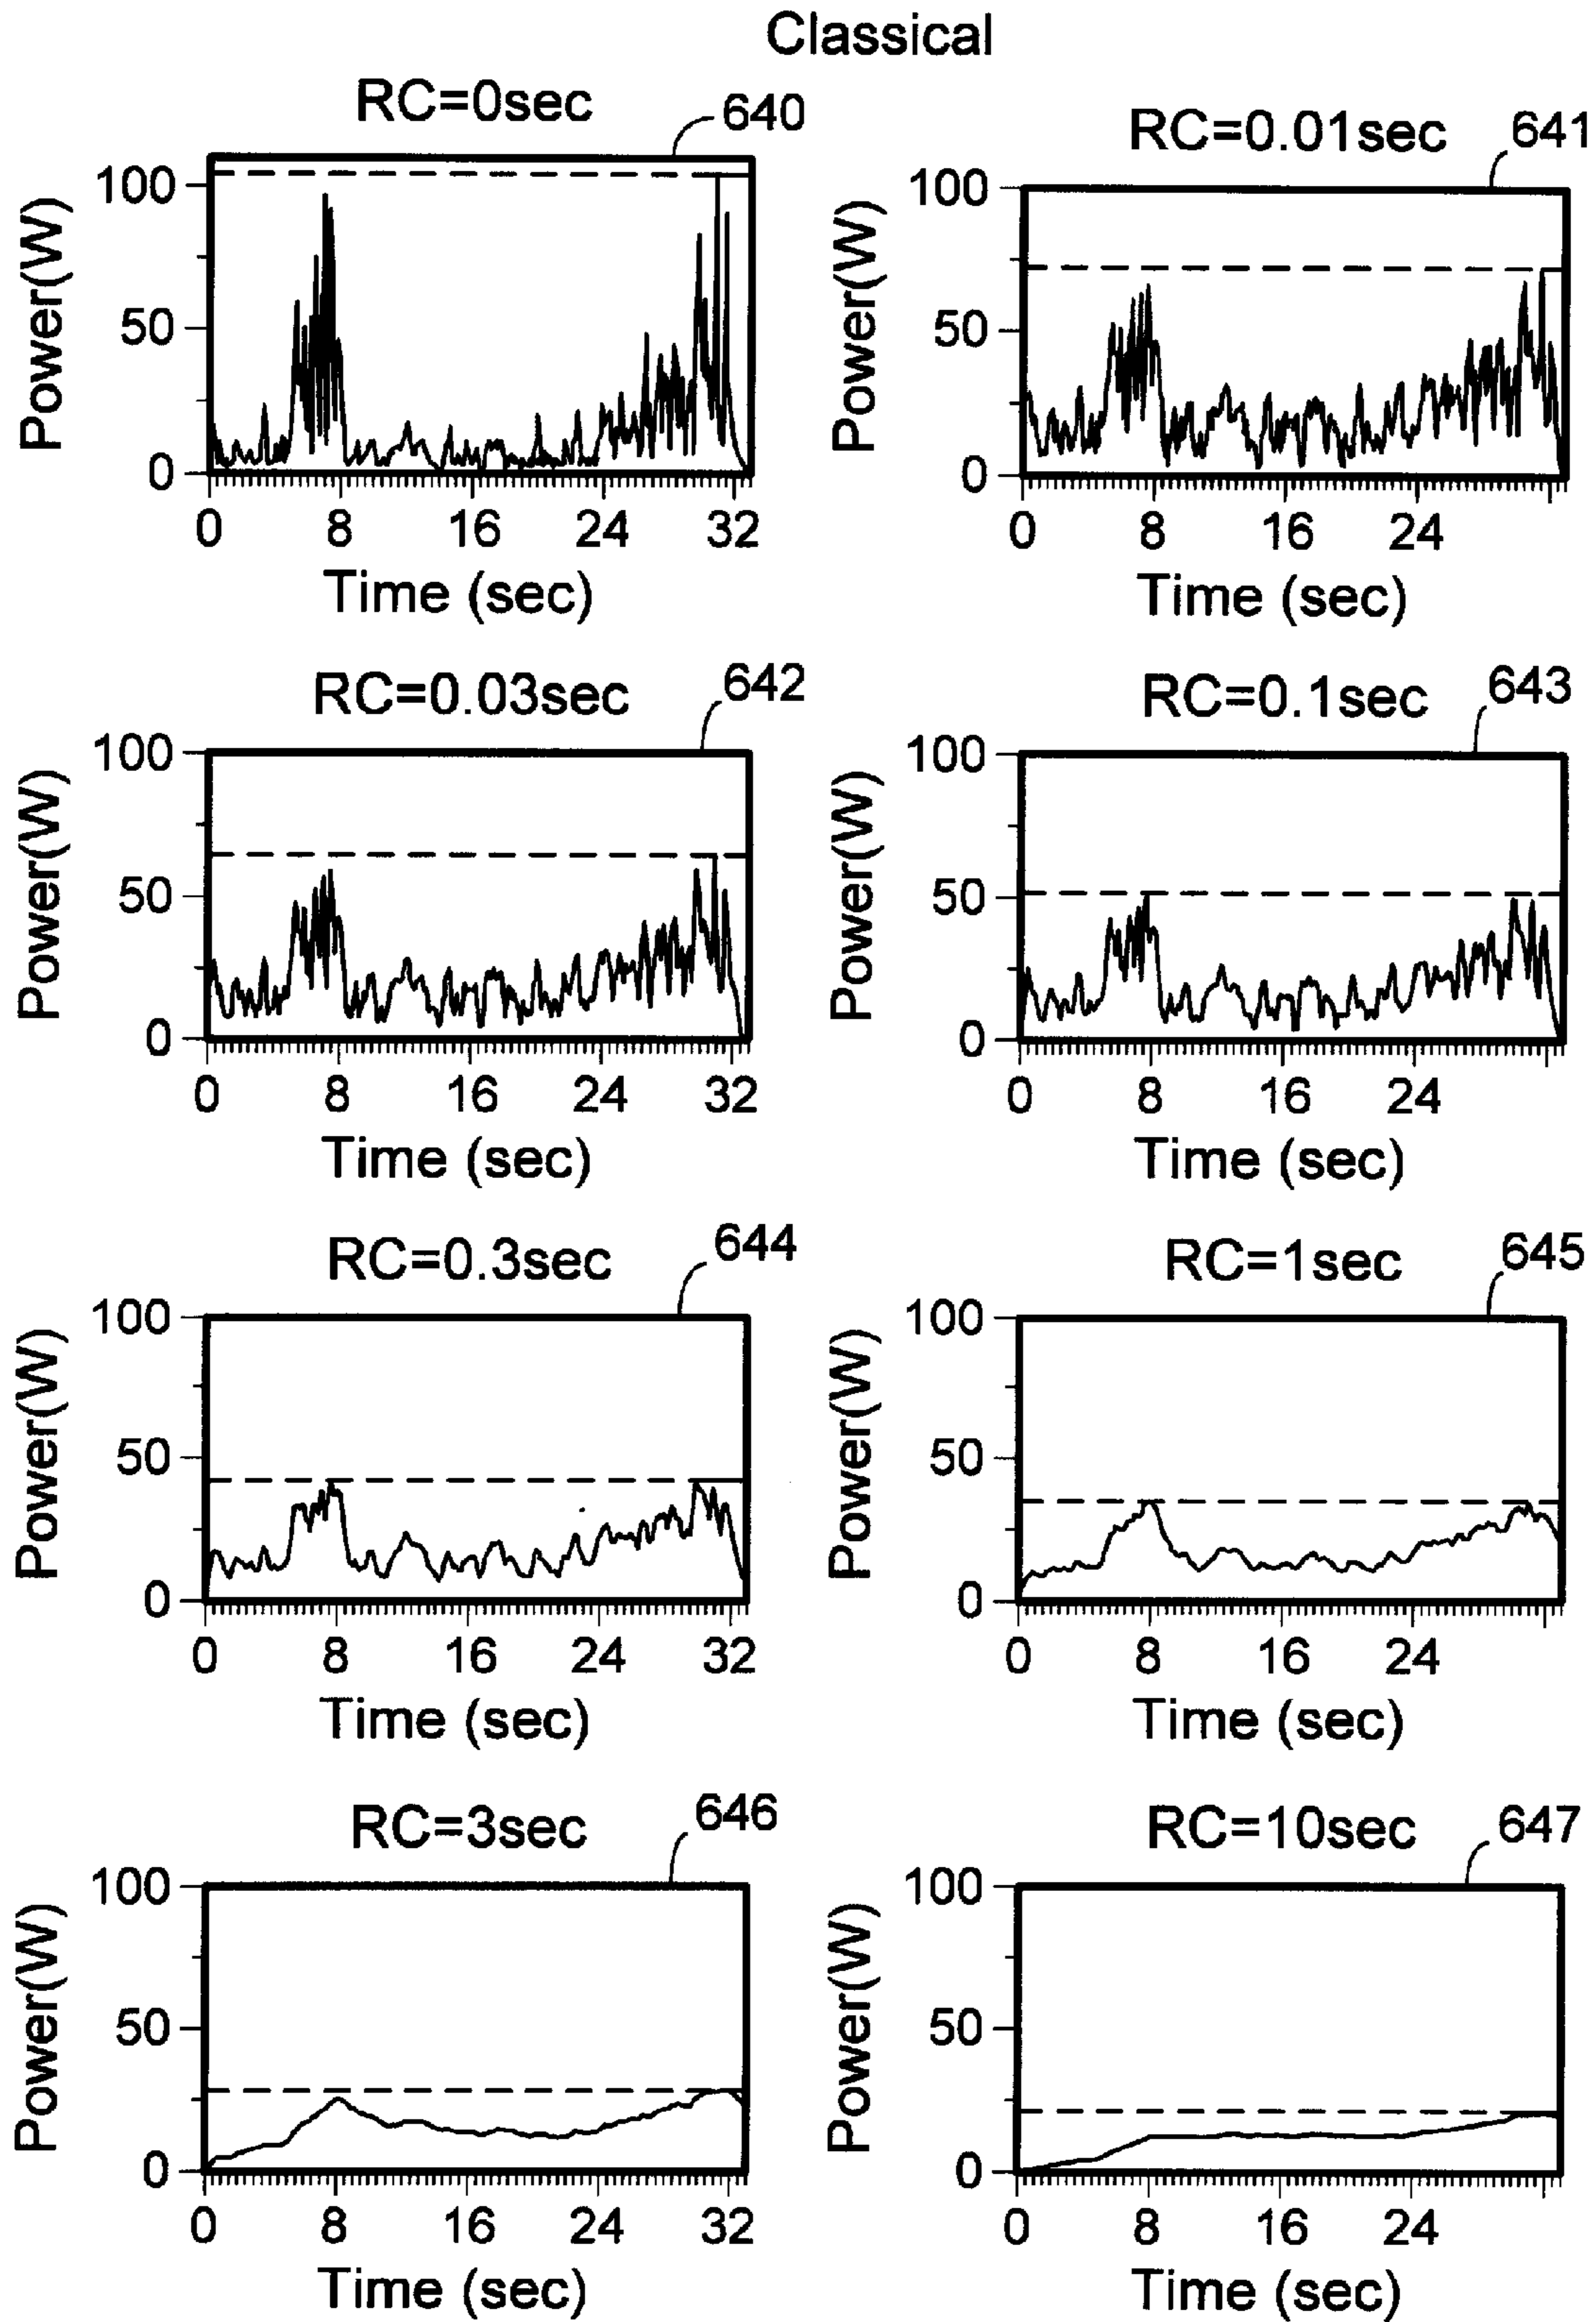 Classical
RC=0sec
640
Power(W)
100
50
0
0 8 16 24 32
Time (sec)
RC=0.01sec
641
Power(W)
100
50
0
0 8 16 24
Time (sec)
RC=0.03sec
642
Power(W)
100
50
0
0 8 16 24 32
Time (sec)
RC=0.1sec
643
Power(W)
100
50
0
0 8 16 24
Time (sec)
RC=0.3sec
644
Power(W)
100
50
0
0 8 16 24 32
Time (sec)
RC=1sec
645
Power(W)
100
50
0
0 8 16 24
Time (sec)
RC=3sec
646
Power(W)
100
50
0
0 8 16 24 32
Time (sec)
RC=10sec
647
Power(W)
100
50
0
0 8 16 24
Time (sec)